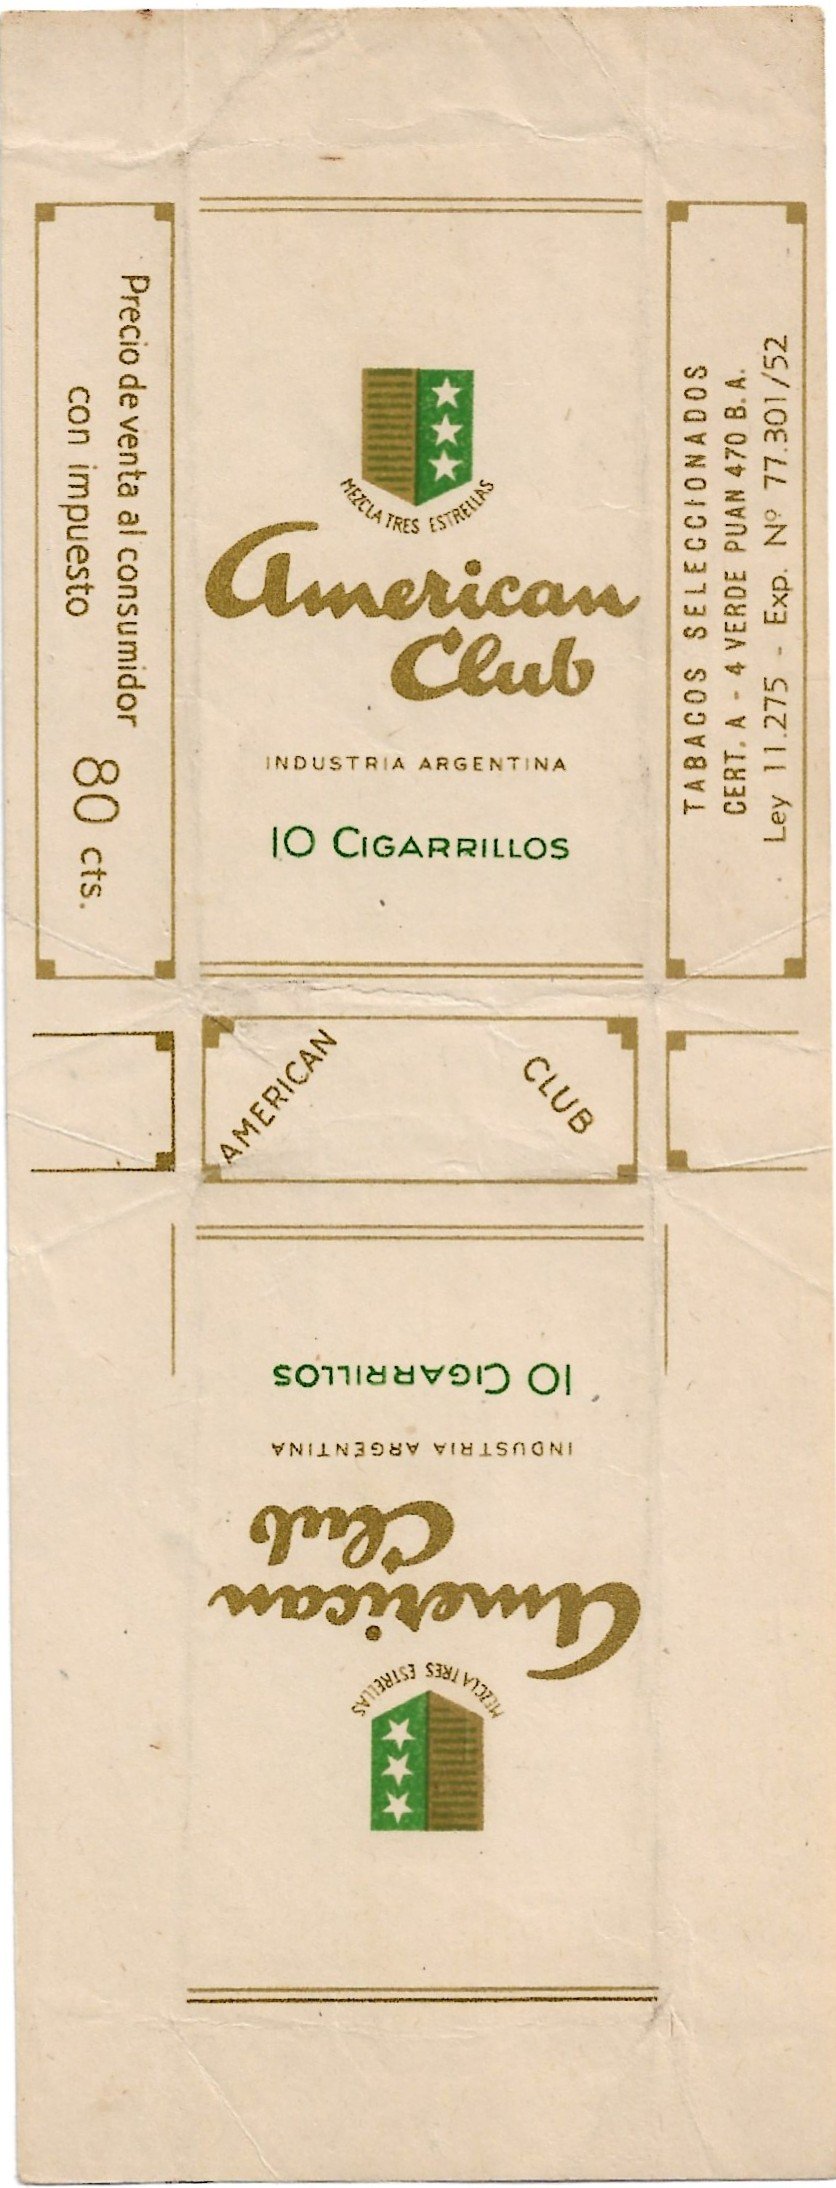 Precio de venta al consumidor
con impuesto 80 cts.
MEZCLA TRES ESTRELLAS
American
Club
INDUSTRIA ARGENTINA
10 CIGARRILLOS
TABACOS SELECCIONADOS
CERT. A - 4 VERDE PUAN 470 B.A.
Ley 11.275 - Exp. Nº 77.301/52
AMERICAN CLUB
MEZCLA TRES ESTRELLAS
American
Club
INDUSTRIA ARGENTINA
10 CIGARRILLOS